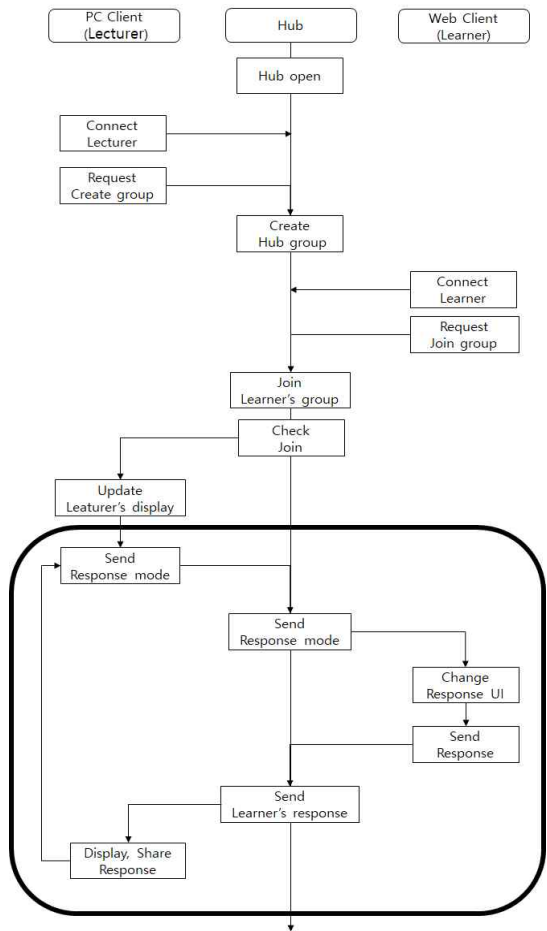 PC Client
(Lecturer)
Hub
Web Client
(Learner)
Hub open
Connect
Lecturer
Request
Create group
Create
Hub group
Connect
Learner
Request
Join group
Join
Learner's group
Check
Join
Update
Leaturer's display
Send
Response mode
Send
Response mode
Change
Response UI
Send
Response
Send
Learner's response
Display, Share
Response